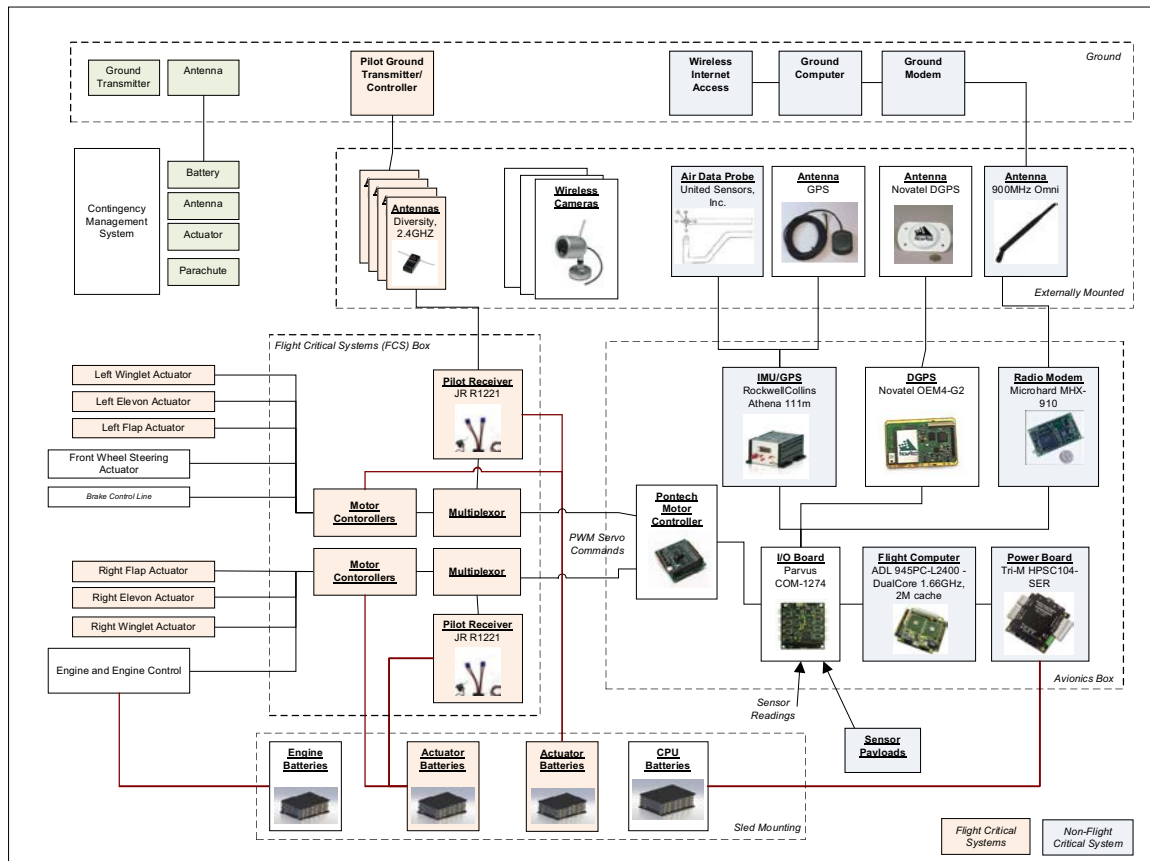 Ground
Transmitter
Antenna
Pilot Ground
Transmitter/
Controller
Wireless
Internet
Access
Ground
Computer
Ground
Modem
Ground
Contingency
Management
System
Battery
Antenna
Actuator
Parachute
A
A
A
Antennas
Diversity,
2.4GHZ
Wireless
Cameras
Air Data Probe
United Sensors,
Inc.
Antenna
GPS
Antenna
Novatel DGPS
Antenna
900MHz Omni
Externally Mounted
Flight Critical Systems (FCS) Box
Left Winglet Actuator
Left Elevon Actuator
Left Flap Actuator
Front Wheel Steering
Actuator
Brake Control Line
Right Flap Actuator
Right Elevon Actuator
Right Winglet Actuator
Engine and Engine Control
Pilot Receiver
JR R1221
Motor
Contorollers
Multiplexor
Motor
Controllers
Multiplexor
Pilot Receiver
JR R1221
PWM Servo
Commands
IMU/GPS
RockwellCollins
Athena 111m
DGPS
Novatel OEM4-G2
Radio Modem
Microhard MHX-
910
Pontech
Motor
Controller
I/O Board
Parvus
COM-1274
Flight Computer
ADL 945PC-L2400 -
DualCore 1.66GHz,
2M cache
Power Board
Tri-M HPSC104-
SER
Avionics Box
Sensor
Readings
Sensor
Payloads
Engine
Batteries
Actuator
Batteries
Actuator
Batteries
CPU
Batteries
Sled Mounting
Flight Critical
Systems
Non-Flight
Critical System